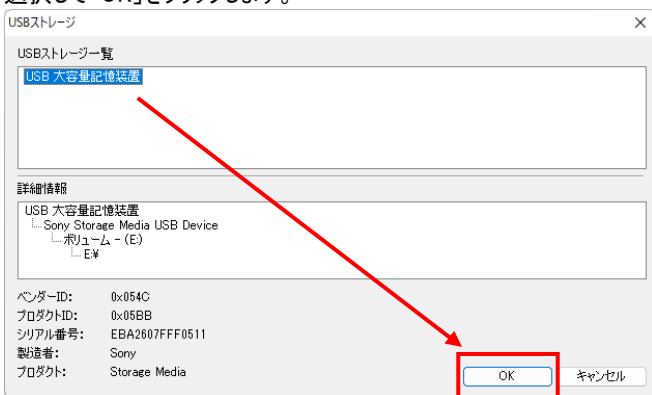 選択して「OK」をクリックします。
USBストレージ
USBストレージ一覧
USB 大容量記憶装置
詳細情報
USB 大容量記憶装置
Sony Storage Media USB Device
ボリューム - (E:)
E:¥
ベンダーID: 0x054C
プロダクトID: 0x05BB
シリアル番号: EBA2607FFF0511
製造者: Sony
プロダクト: Storage Media
OK キャンセル